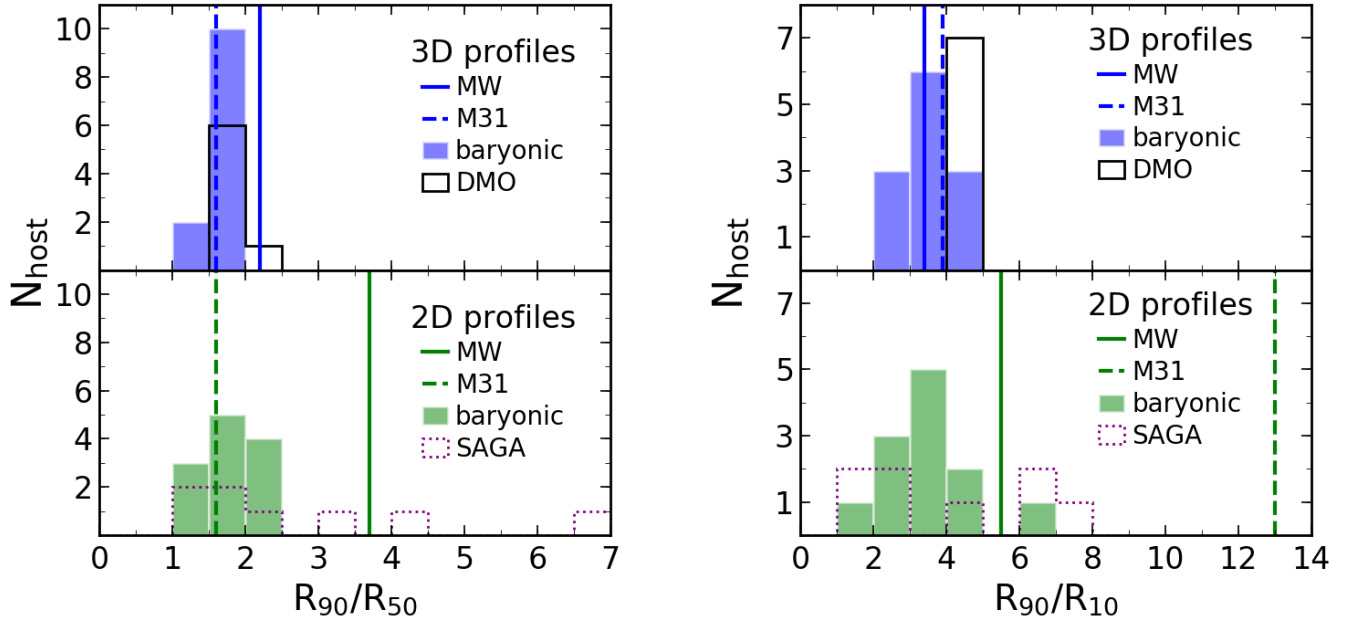 10
8
6
4
2
N_host
3D profiles
MW
M31
baryonic
DMO
10
8
6
4
2
N_host
2D profiles
MW
M31
baryonic
SAGA
0 1 2 3 4 5 6 7
R_90/R_50
7
5
3
1
3D profiles
MW
M31
baryonic
DMO
7
5
3
1
2D profiles
MW
M31
baryonic
SAGA
0 2 4 6 8 10 12 14
R_90/R_10